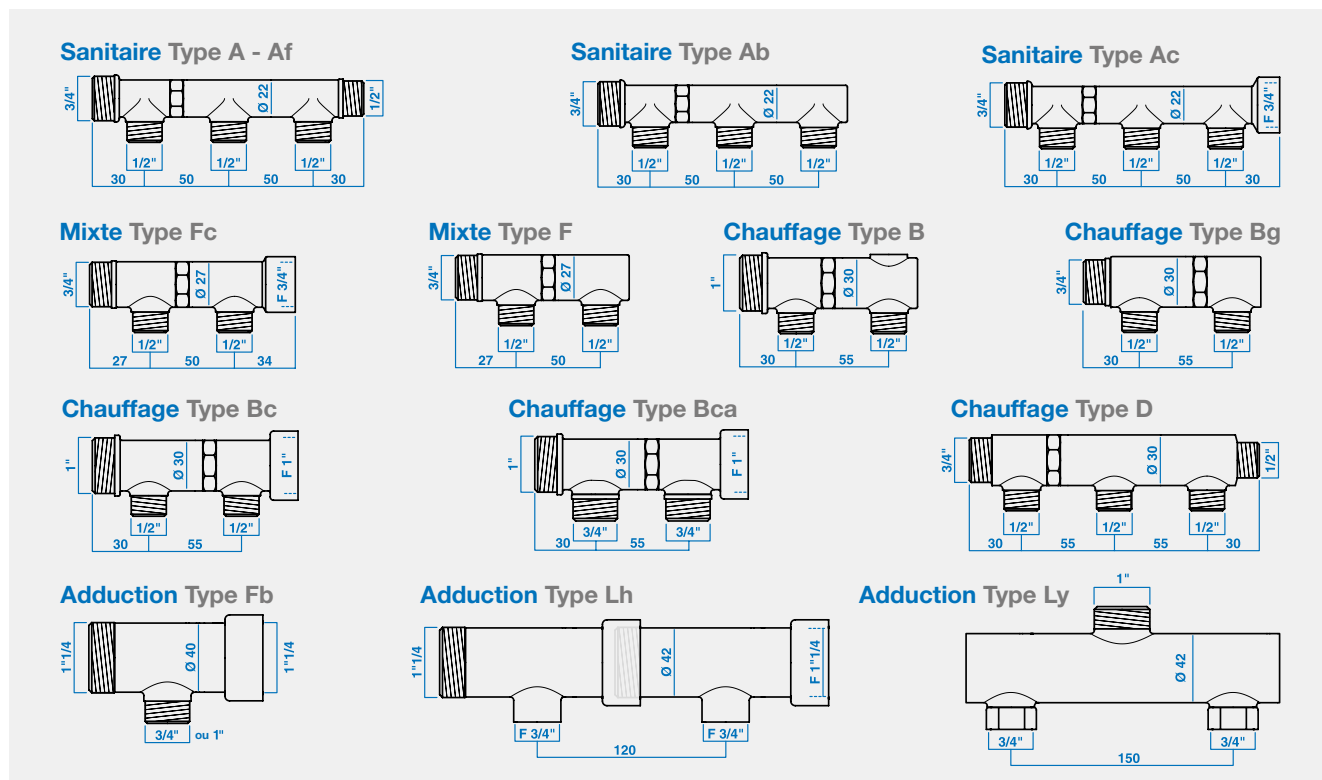 Sanitaire Type A - Af
3/4"
Ø 22
1/2"
1/2"
1/2"
1/2"
30
50
50
30
Sanitaire Type Ab
3/4"
Ø 22
1/2"
1/2"
1/2"
30
50
50
Sanitaire Type Ac
3/4"
Ø 22
F 3/4"
1/2"
1/2"
1/2"
30
50
50
30
Mixte Type Fc
3/4"
Ø 27
F 3/4"
1/2"
1/2"
27
50
34
Mixte Type F
3/4"
Ø 27
1/2"
1/2"
27
50
Chauffage Type B
1"
Ø 30
1/2"
1/2"
30
55
Chauffage Type Bg
3/4"
Ø 30
1/2"
1/2"
30
55
Chauffage Type Bc
1"
Ø 30
F 1"
1/2"
1/2"
30
55
Chauffage Type Bca
1"
Ø 30
F 1"
3/4"
3/4"
30
55
Chauffage Type D
3/4"
Ø 30
1/2"
1/2"
1/2"
1/2"
30
55
55
30
Adduction Type Fb
1"1/4
Ø 40
1"1/4
3/4" ou 1"
Adduction Type Lh
1"1/4
Ø 42
F 1"1/4
F 3/4"
F 3/4"
120
Adduction Type Ly
1"
Ø 42
3/4"
3/4"
150